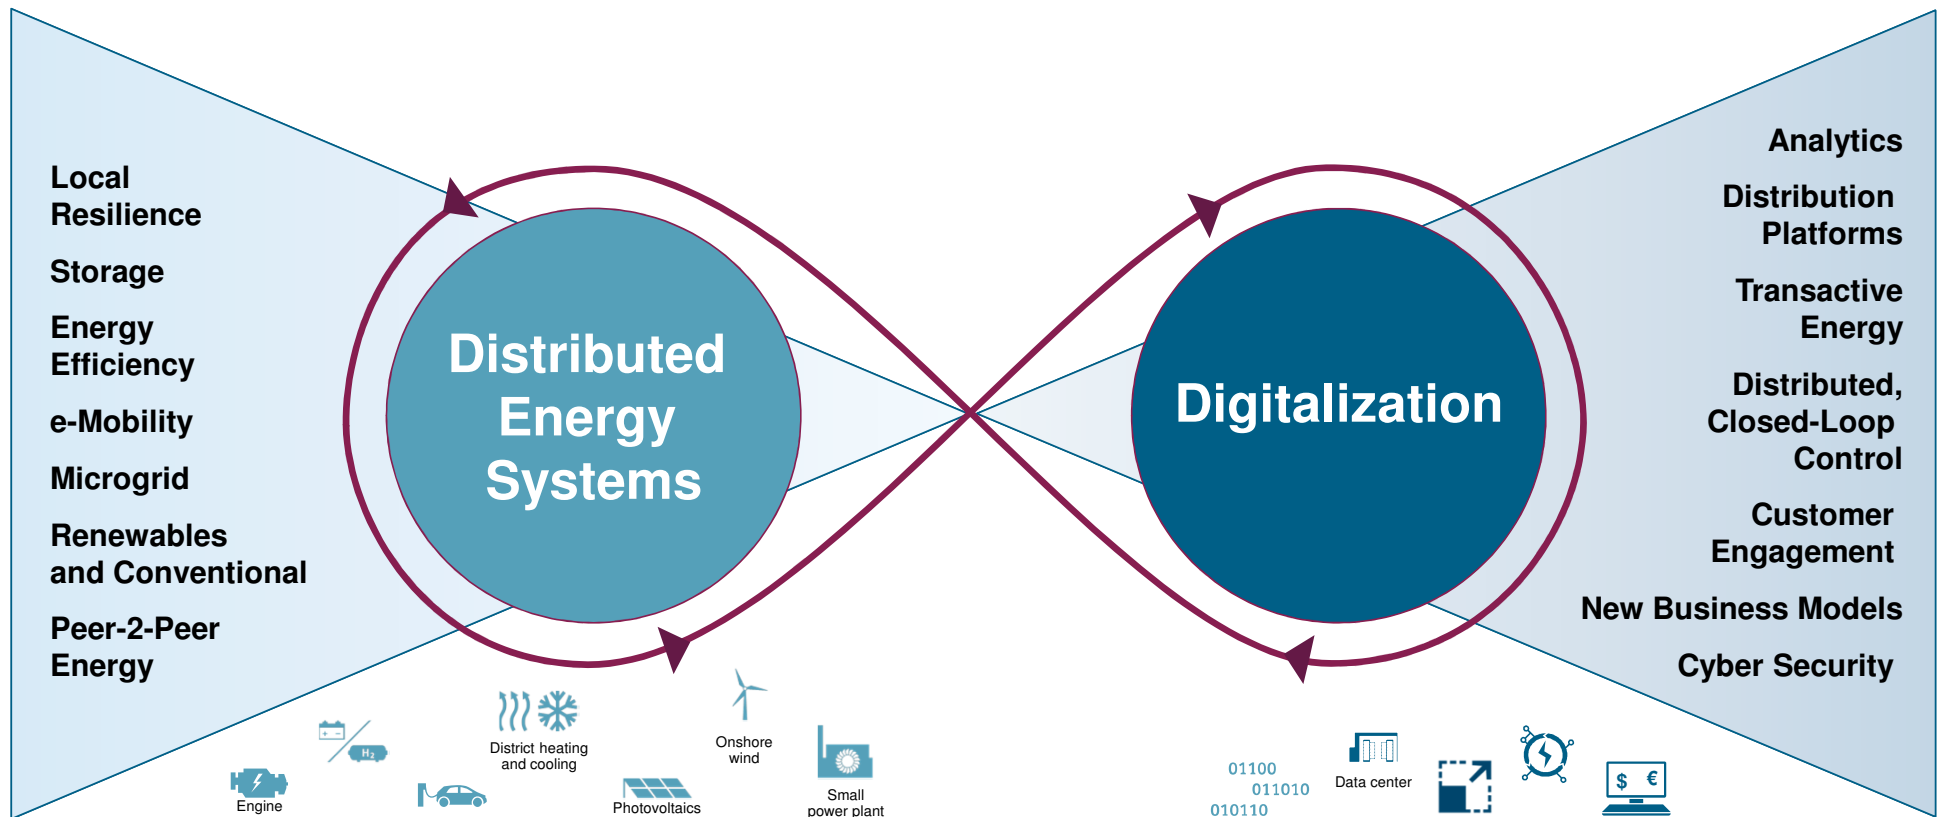 Local
Resilience
Storage
Energy
Efficiency
e-Mobility
Microgrid
Renewables
and Conventional
Peer-2-Peer
Energy
Distributed
Energy
Systems
Digitalization
Analytics
Distribution
Platforms
Transactive
Energy
Distributed,
Closed-Loop
Control
Customer
Engagement
New Business Models
Cyber Security
Engine
+ −
H₂
District heating
and cooling
Photovoltaics
Onshore
wind
Small
power plant
01100
011010
010110
Data center
$ €